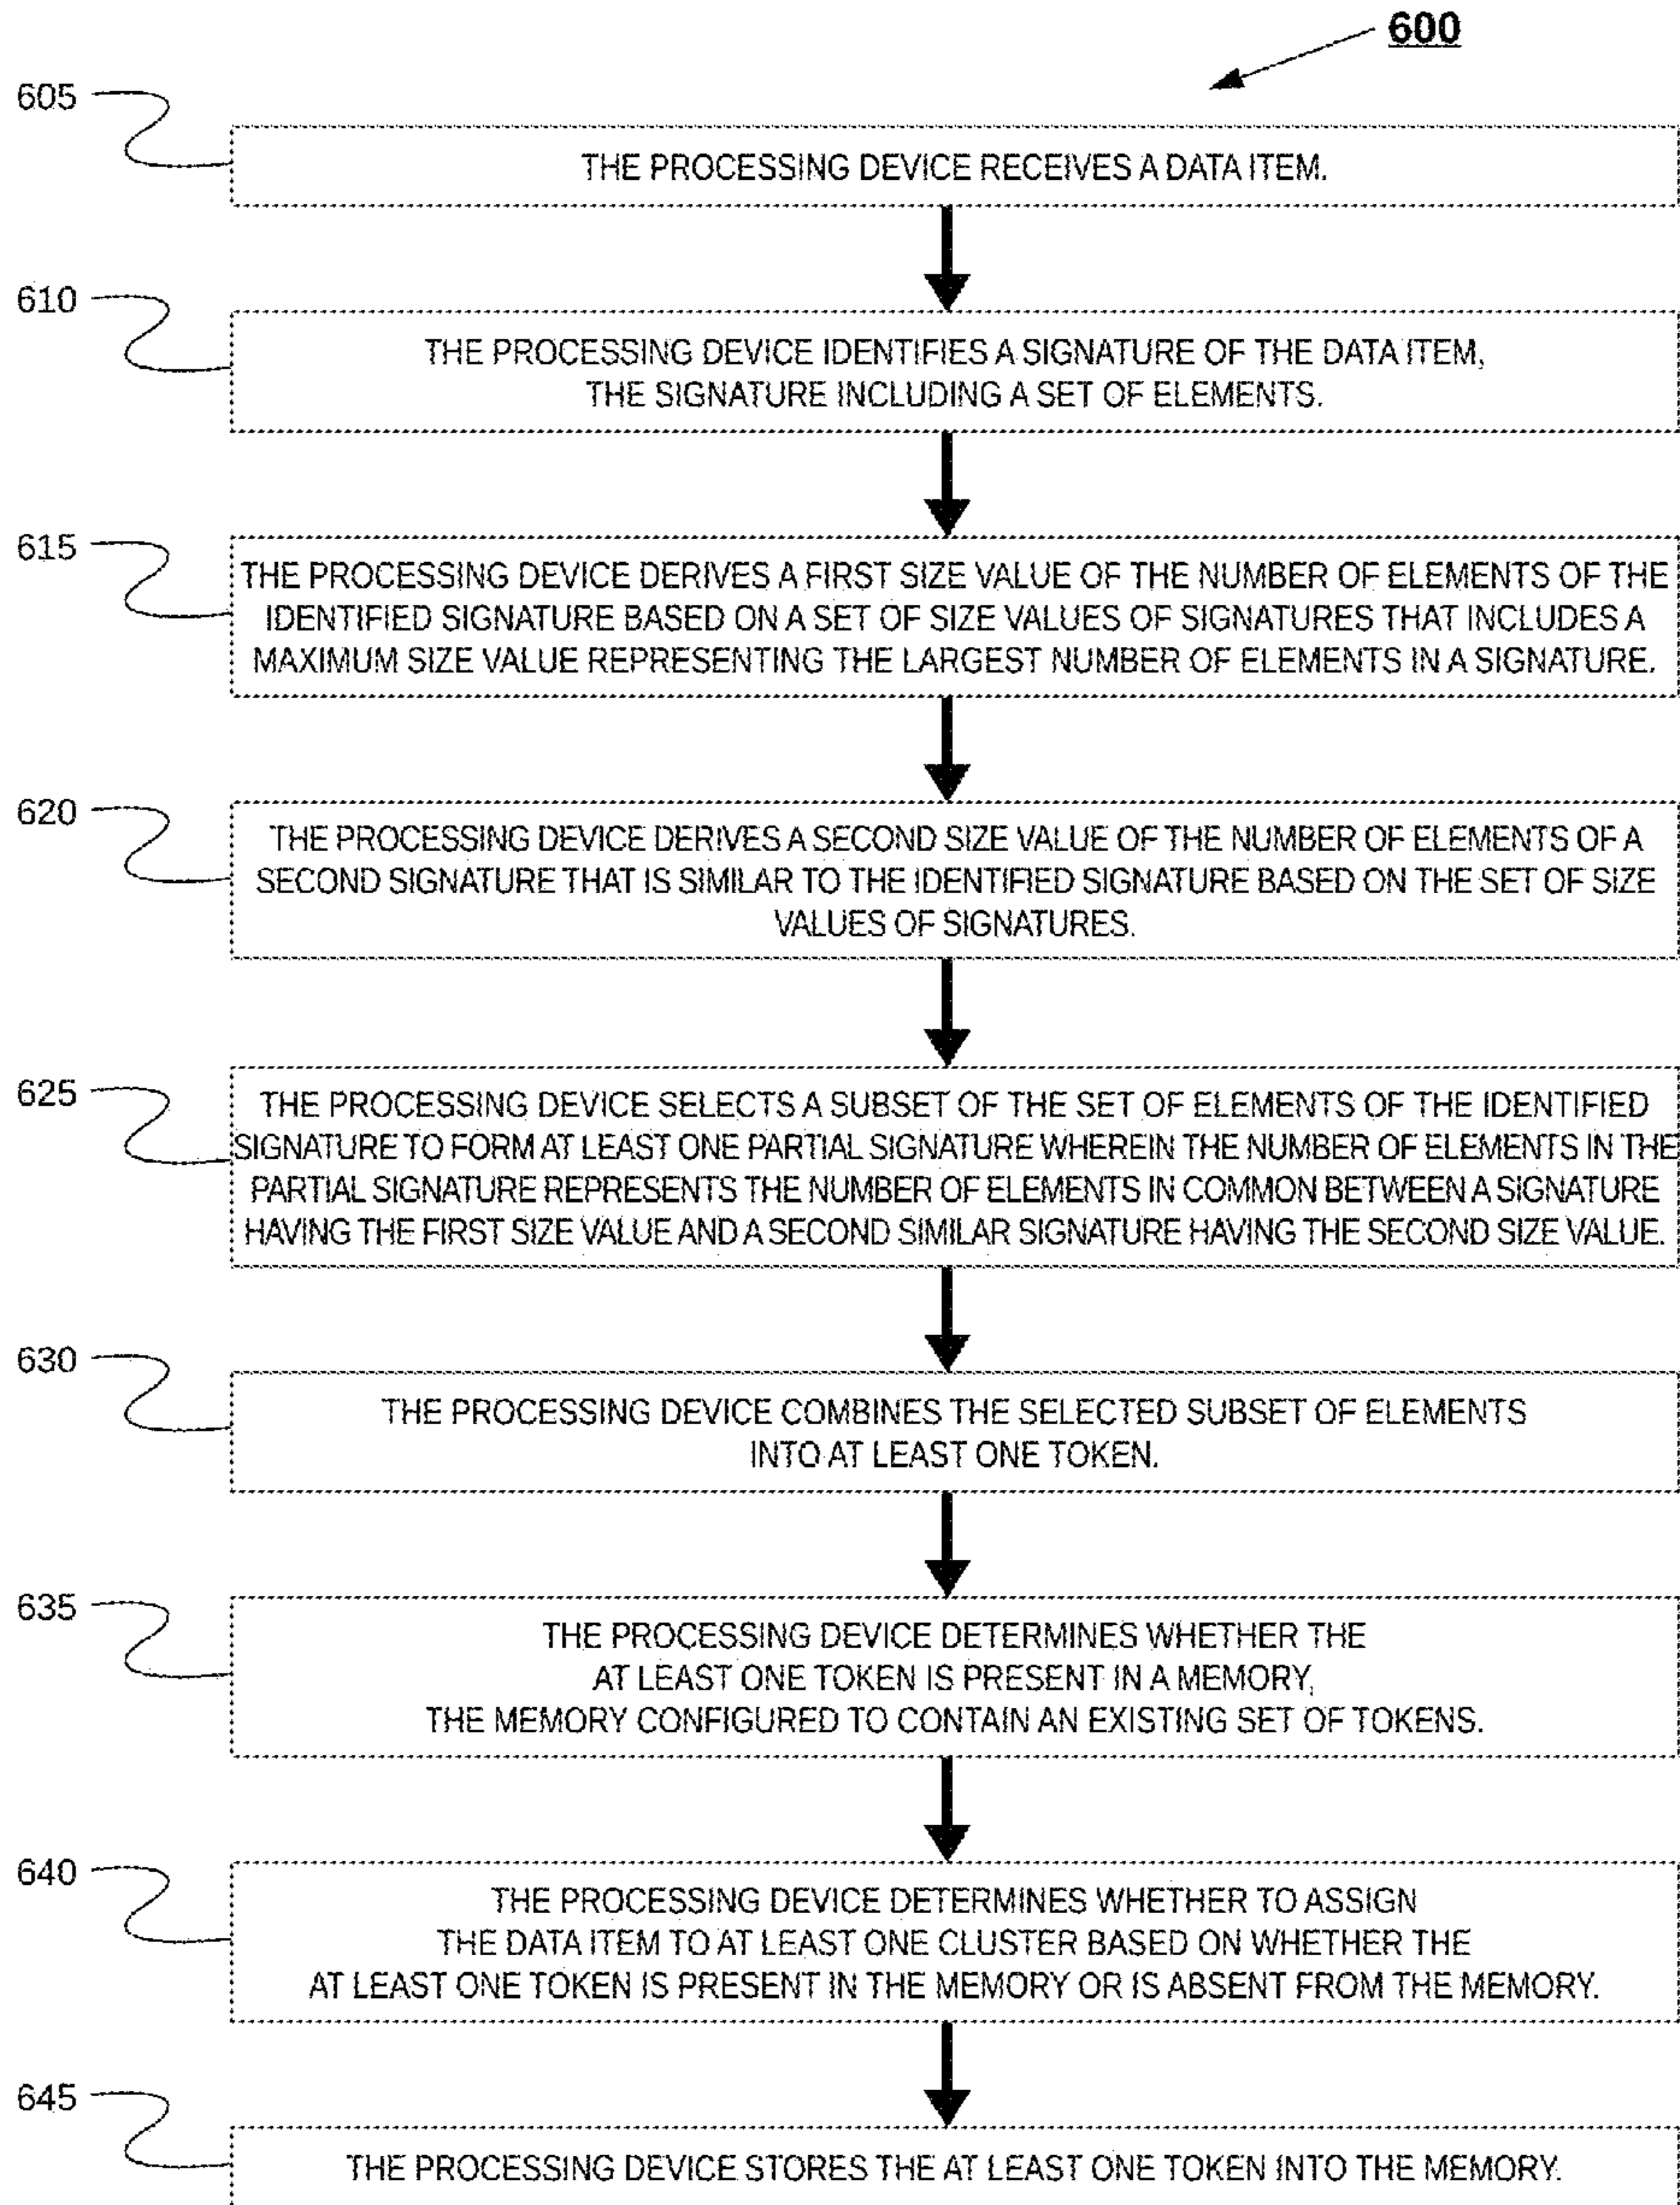 600
605
THE PROCESSING DEVICE RECEIVES A DATA ITEM.
610
THE PROCESSING DEVICE IDENTIFIES A SIGNATURE OF THE DATA ITEM,
THE SIGNATURE INCLUDING A SET OF ELEMENTS.
615
THE PROCESSING DEVICE DERIVES A FIRST SIZE VALUE OF THE NUMBER OF ELEMENTS OF THE
IDENTIFIED SIGNATURE BASED ON A SET OF SIZE VALUES OF SIGNATURES THAT INCLUDES A
MAXIMUM SIZE VALUE REPRESENTING THE LARGEST NUMBER OF ELEMENTS IN A SIGNATURE.
620
THE PROCESSING DEVICE DERIVES A SECOND SIZE VALUE OF THE NUMBER OF ELEMENTS OF A
SECOND SIGNATURE THAT IS SIMILAR TO THE IDENTIFIED SIGNATURE BASED ON THE SET OF SIZE
VALUES OF SIGNATURES.
625
THE PROCESSING DEVICE SELECTS A SUBSET OF THE SET OF ELEMENTS OF THE IDENTIFIED
SIGNATURE TO FORM AT LEAST ONE PARTIAL SIGNATURE WHEREIN THE NUMBER OF ELEMENTS IN THE
PARTIAL SIGNATURE REPRESENTS THE NUMBER OF ELEMENTS IN COMMON BETWEEN A SIGNATURE
HAVING THE FIRST SIZE VALUE AND A SECOND SIMILAR SIGNATURE HAVING THE SECOND SIZE VALUE.
630
THE PROCESSING DEVICE COMBINES THE SELECTED SUBSET OF ELEMENTS
INTO AT LEAST ONE TOKEN.
635
THE PROCESSING DEVICE DETERMINES WHETHER THE
AT LEAST ONE TOKEN IS PRESENT IN A MEMORY,
THE MEMORY CONFIGURED TO CONTAIN AN EXISTING SET OF TOKENS.
640
THE PROCESSING DEVICE DETERMINES WHETHER TO ASSIGN
THE DATA ITEM TO AT LEAST ONE CLUSTER BASED ON WHETHER THE
AT LEAST ONE TOKEN IS PRESENT IN THE MEMORY OR IS ABSENT FROM THE MEMORY.
645
THE PROCESSING DEVICE STORES THE AT LEAST ONE TOKEN INTO THE MEMORY.